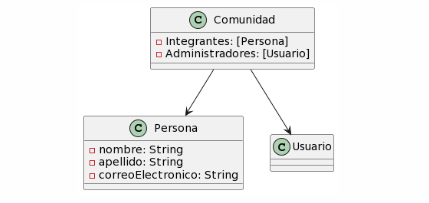 C Comunidad
Integrantes: [Persona]
Administradores: [Usuario]
C Persona
nombre: String
apellido: String
correoElectronico: String
C Usuario